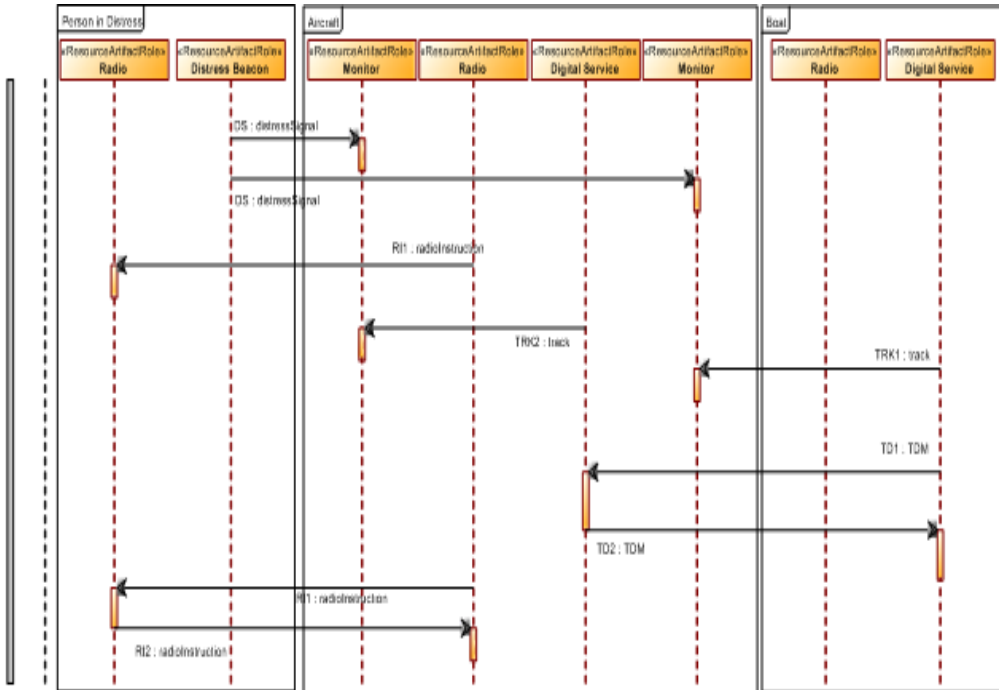 Person in Distress
Aircraft
Boat
«ResourceArtifactRole»
Radio
«ResourceArtifactRole»
Distress Beacon
«ResourceArtifactRole»
Monitor
«ResourceArtifactRole»
Radio
«ResourceArtifactRole»
Digital Service
«ResourceArtifactRole»
Monitor
«ResourceArtifactRole»
Radio
«ResourceArtifactRole»
Digital Service
DS : distressSignal
DS : distressSignal
RI1 : radioInstruction
TRK2 : track
TRK1 : track
TD1 : TDM
TD2 : TDM
RI1 : radioInstruction
RI2 : radioInstruction